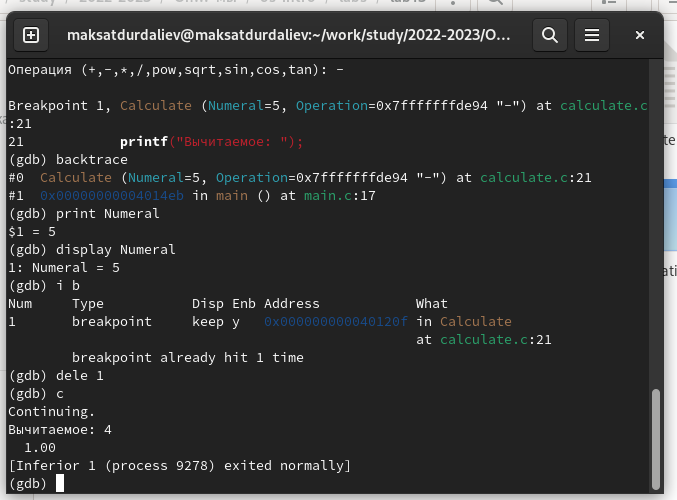 maksatdurdaliev@maksatdurdaliev:~/work/study/2022-2023/O...
Операция (+,-,*,/,pow,sqrt,sin,cos,tan): -
Breakpoint 1, Calculate (Numeral=5, Operation=0x7fffffffde94 "-") at calculate.c
:21
21 printf("Вычитаемое: ");
(gdb) backtrace
#0 Calculate (Numeral=5, Operation=0x7fffffffde94 "-") at calculate.c:21
#1 0x00000000004014eb in main () at main.c:17
(gdb) print Numeral
$1 = 5
(gdb) display Numeral
1: Numeral = 5
(gdb) i b
Num Type Disp Enb Address What
1 breakpoint keep y 0x000000000040120f in Calculate
at calculate.c:21
breakpoint already hit 1 time
(gdb) dele 1
(gdb) c
Continuing.
Вычитаемое: 4
1.00
[Inferior 1 (process 9278) exited normally]
(gdb)